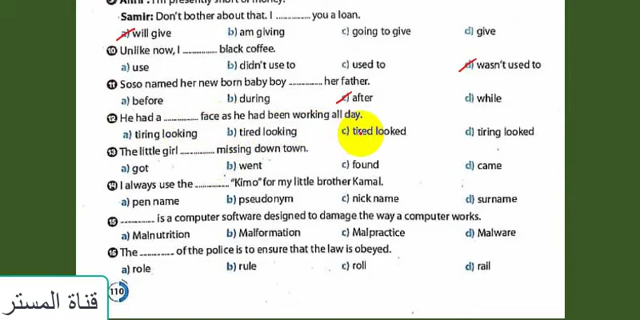 Samir: Don't bother about that. I ............ you a loan.
a) will give b) am giving c) going to give d) give
10 Unlike now, I ............ black coffee.
a) use b) didn't use to c) used to d) wasn't used to
11 Soso named her new born baby boy ............ her father.
a) before b) during c) after d) while
12 He had a ............ face as he had been working all day.
a) tiring looking b) tired looking c) tired looked d) tiring looked
13 The little girl ............ missing down town.
a) got b) went c) found d) came
14 I always use the ............ "Kimo" for my little brother Kamal.
a) pen name b) pseudonym c) nick name d) surname
15 ............ is a computer software designed to damage the way a computer works.
a) Malnutrition b) Malformation c) Malpractice d) Malware
16 The ............ of the police is to ensure that the law is obeyed.
a) role b) rule c) roll d) rail
110
قناة المستر